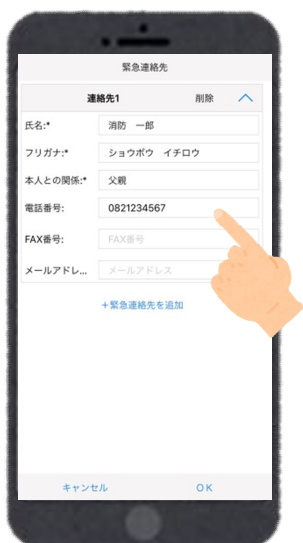 緊急連絡先
連絡先1 削除
氏名:* 消防 一郎
フリガナ:* ショウボウ イチロウ
本人との関係:* 父親
電話番号: 0821234567
FAX番号: FAX番号
メールアドレ... メールアドレス
+緊急連絡先を追加
キャンセル OK